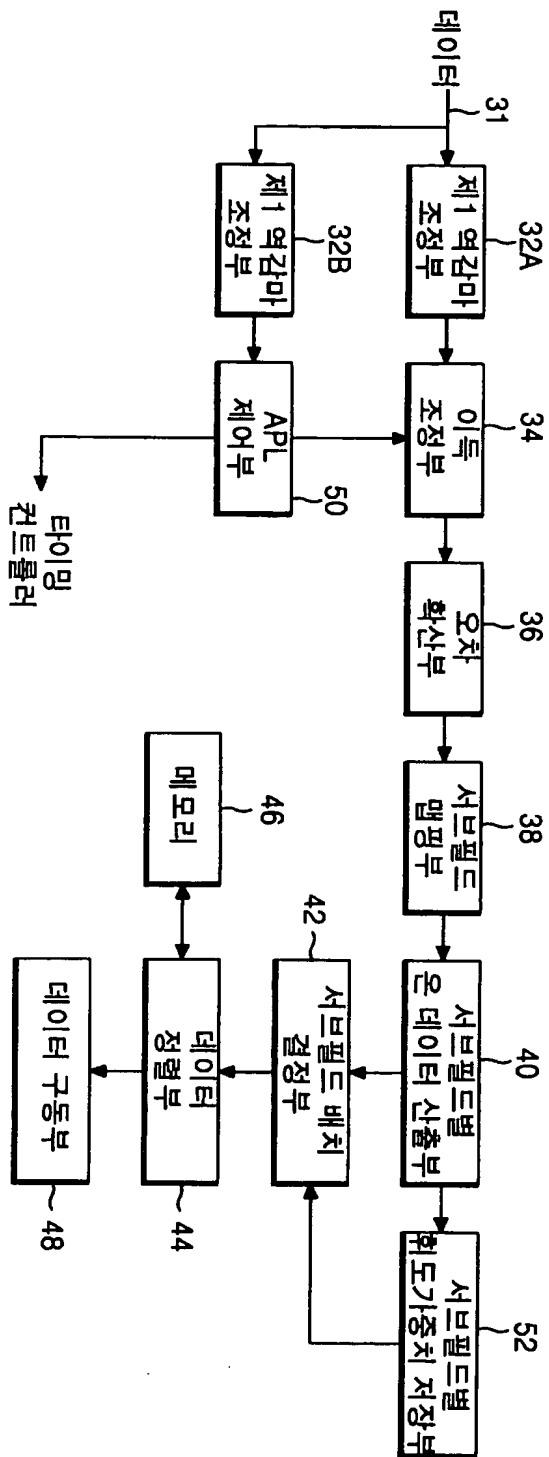 데이터
31
32A
제1 역감마
조정부
34
이득
조정부
36
오차
확산부
38
서브필드
맵핑부
40
서브필드별
온 데이터 산출부
52
서브필드별
휘도가중치 저장부
32B
제1 역감마
조정부
50
APL
제어부
타이밍
컨트롤러
42
서브필드 배치
결정부
46
메모리
데이터
정렬부
44
데이터 구동부
48